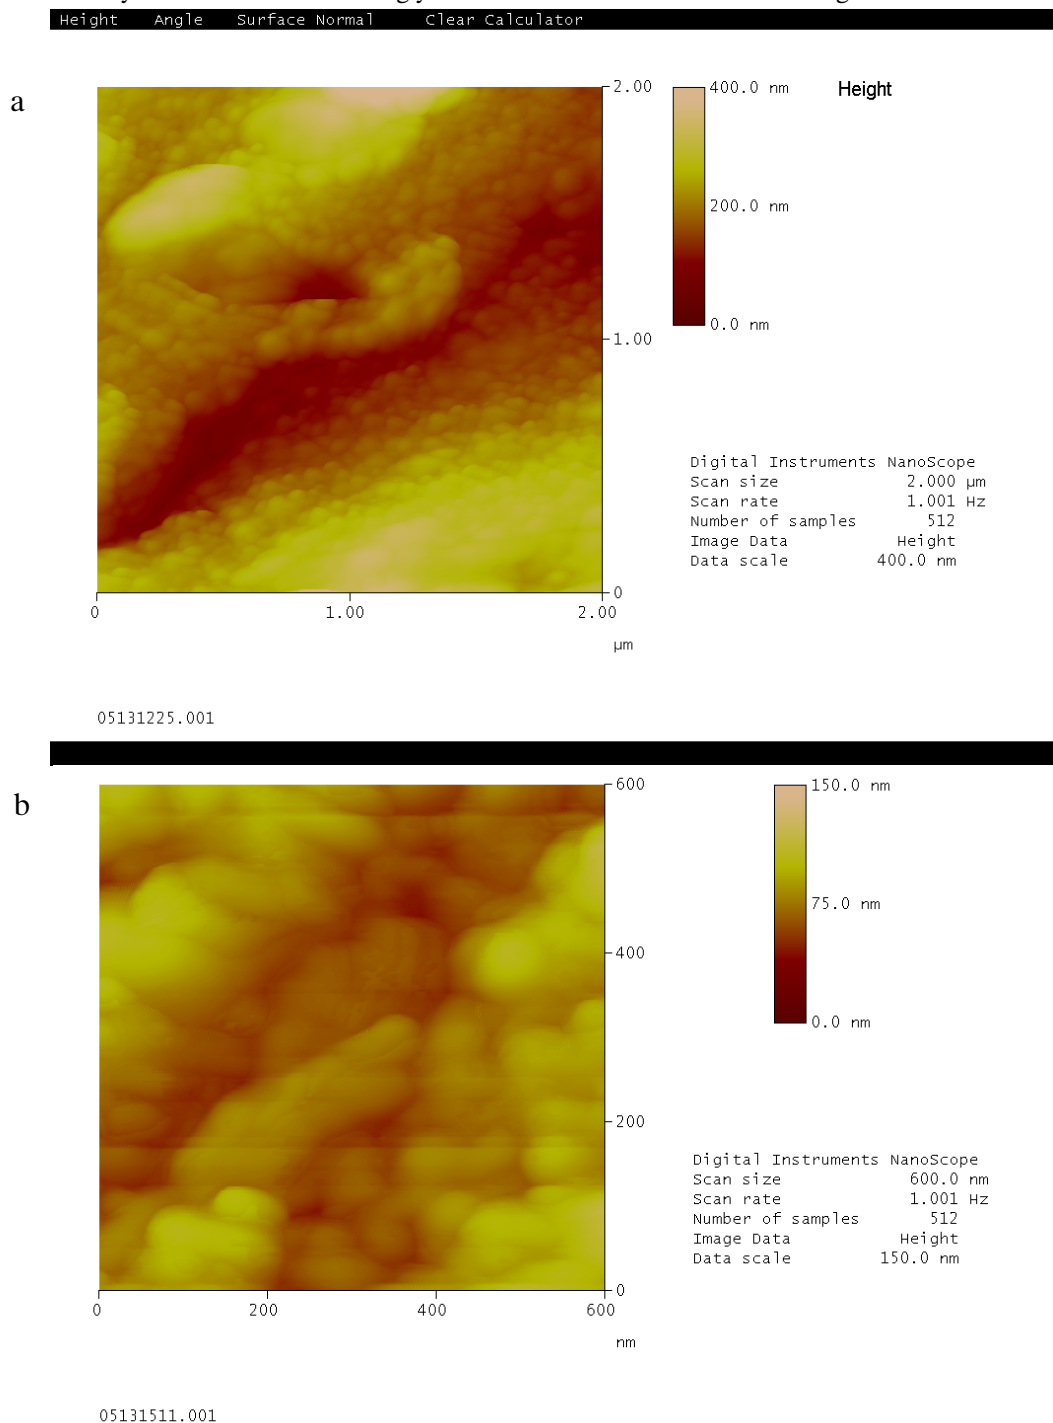 Height Angle Surface Normal Clear Calculator
a
2.00
400.0 nm
Height
200.0 nm
0.0 nm
1.00
Digital Instruments NanoScope
Scan size 2.000 µm
Scan rate 1.001 Hz
Number of samples 512
Image Data Height
Data scale 400.0 nm
0
0 1.00 2.00
µm
05131225.001
b
600
150.0 nm
75.0 nm
400
0.0 nm
200
Digital Instruments NanoScope
Scan size 600.0 nm
Scan rate 1.001 Hz
Number of samples 512
Image Data Height
Data scale 150.0 nm
0
0 200 400 600
nm
05131511.001